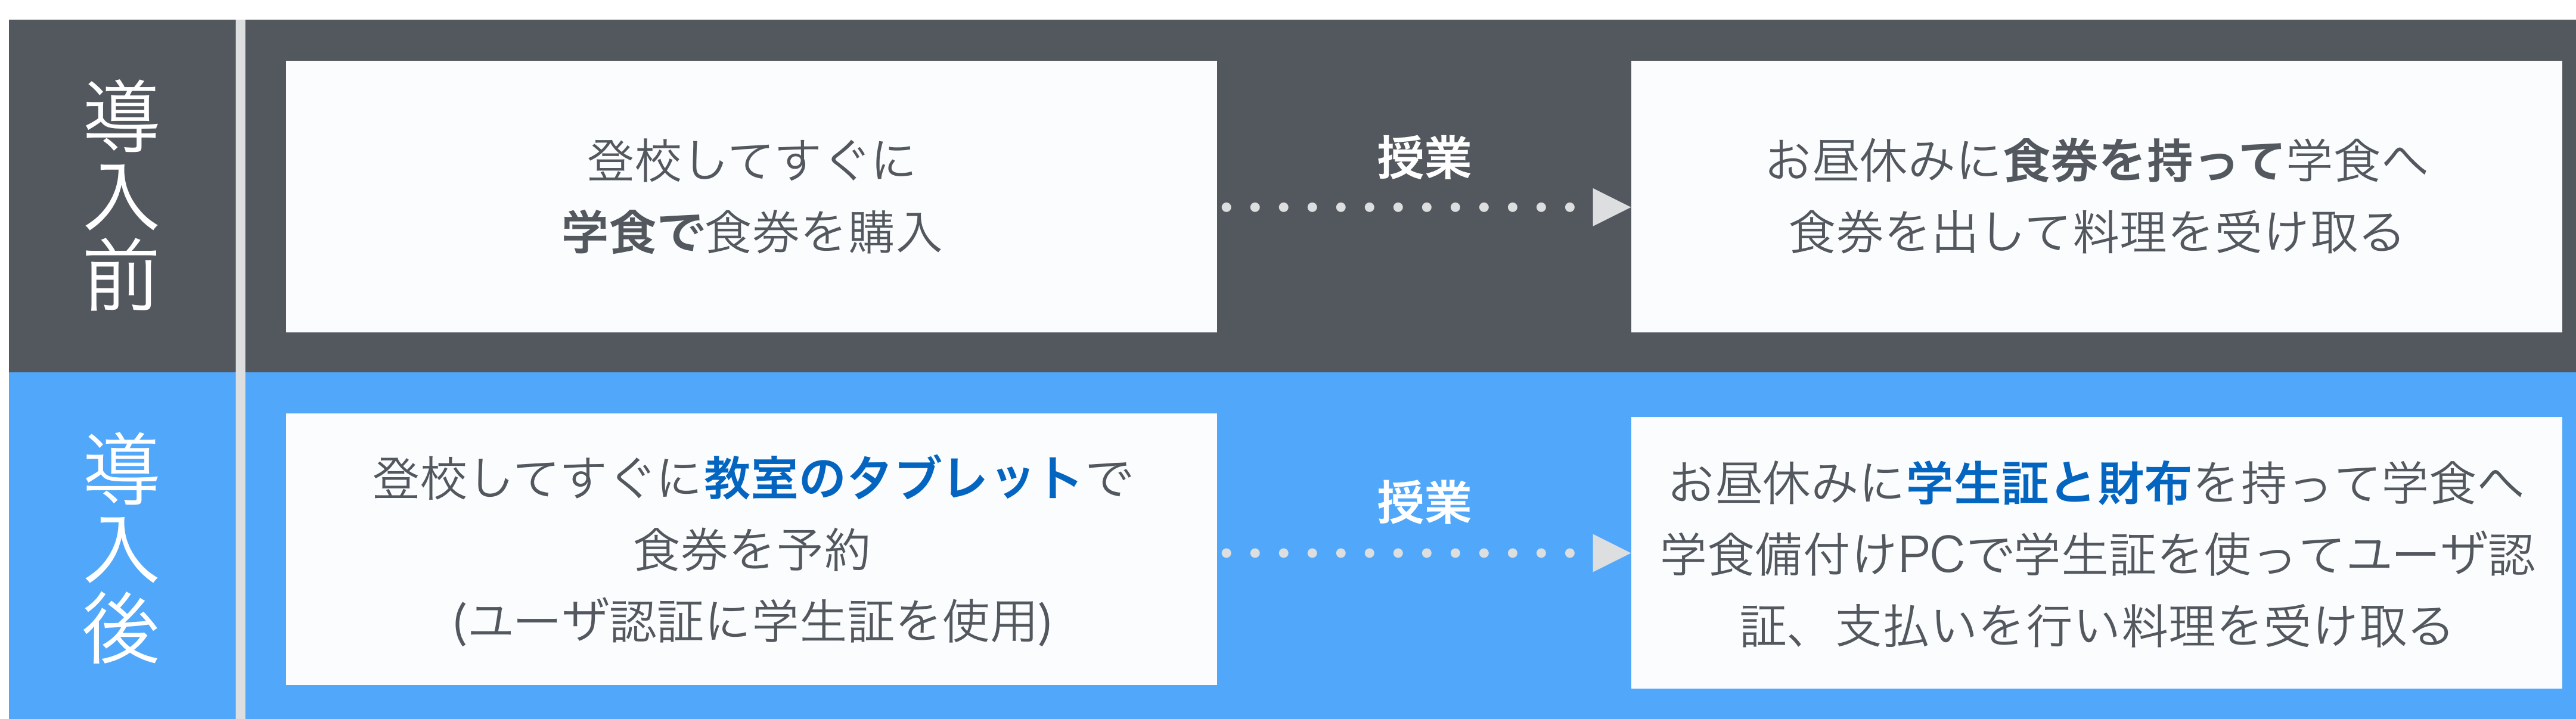 導入前
登校してすぐに
学食で食券を購入
授業
お昼休みに食券を持って学食へ
食券を出して料理を受け取る
導入後
登校してすぐに教室のタブレットで
食券を予約
(ユーザ認証に学生証を使用)
授業
お昼休みに学生証と財布を持って学食へ
学食備付けPCで学生証を使ってユーザ認
証、支払いを行い料理を受け取る